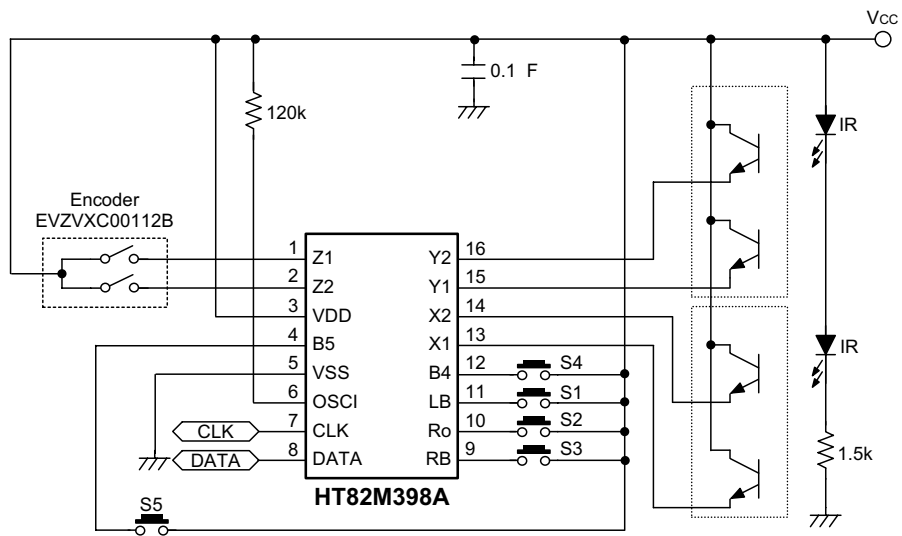 Vcc
0.1 F
120k
IR
Encoder
EVZVXC00112B
1 Z1 Y2 16
2 Z2 Y1 15
3 VDD X2 14
4 B5 X1 13
5 VSS B4 12 S4
6 OSCI LB 11 S1
7 CLK Ro 10 S2
8 DATA RB 9 S3
CLK
DATA
IR
1.5k
HT82M398A
S5